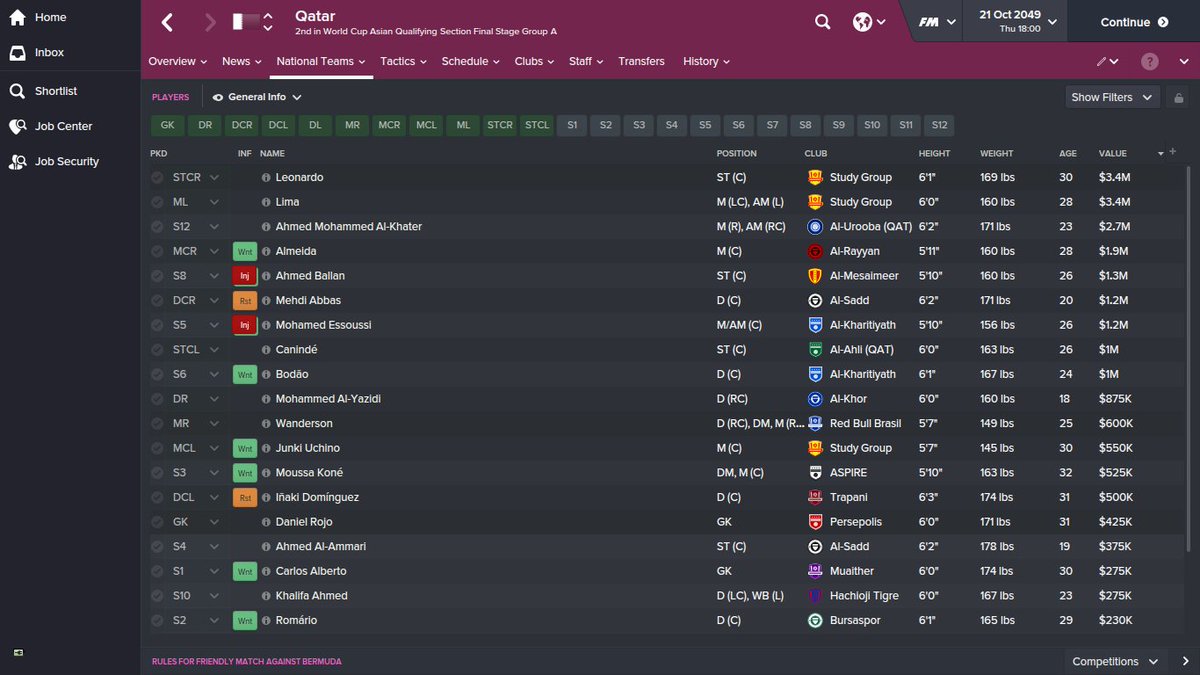 Home
Inbox
Shortlist
Job Center
Job Security
Qatar
2nd in World Cup Asian Qualifying Section Final Stage Group A
FM
21 Oct 2049
Thu 18:00
Continue
Overview News National Teams Tactics Schedule Clubs Staff Transfers History ?
PLAYERS General Info Show Filters
GK DR DCR DCL DL MR MCR MCL ML STCR STCL S1 S2 S3 S4 S5 S6 S7 S8 S9 S10 S11 S12
PKD INF NAME POSITION CLUB HEIGHT WEIGHT AGE VALUE +
STCR Leonardo ST (C) Study Group 6'1" 169 lbs 30 $3.4M
ML Lima M (LC), AM (L) Study Group 6'0" 160 lbs 28 $3.4M
S12 Ahmed Mohammed Al-Khater M (R), AM (RC) Al-Urooba (QAT) 6'2" 171 lbs 23 $2.7M
MCR Wnt Almeida M (C) Al-Rayyan 5'11" 160 lbs 28 $1.9M
S8 Inj Ahmed Ballan ST (C) Al-Mesaimeer 5'10" 160 lbs 26 $1.3M
DCR Rst Mehdi Abbas D (C) Al-Sadd 6'2" 171 lbs 20 $1.2M
S5 Inj Mohamed Essoussi M/AM (C) Al-Kharitiyath 5'10" 156 lbs 26 $1.2M
STCL Canindé ST (C) Al-Ahli (QAT) 6'0" 163 lbs 26 $1M
S6 Wnt Bodão D (C) Al-Kharitiyath 6'1" 167 lbs 24 $1M
DR Mohammed Al-Yazidi D (RC) Al-Khor 6'0" 160 lbs 18 $875K
MR Wanderson D (RC), DM, M (R... Red Bull Brasil 5'7" 149 lbs 25 $600K
MCL Wnt Junki Uchino M (C) Study Group 5'7" 145 lbs 30 $550K
S3 Wnt Moussa Koné DM, M (C) ASPIRE 5'10" 163 lbs 32 $525K
DCL Rst Iñaki Domínguez D (C) Trapani 6'3" 174 lbs 31 $500K
GK Daniel Rojo GK Persepolis 6'0" 171 lbs 31 $425K
S4 Ahmed Al-Ammari ST (C) Al-Sadd 6'2" 178 lbs 19 $375K
S1 Wnt Carlos Alberto GK Muaither 6'0" 174 lbs 30 $275K
S10 Khalifa Ahmed D (LC), WB (L) Hachloji Tigre 6'0" 167 lbs 23 $275K
S2 Wnt Romário D (C) Bursaspor 6'1" 165 lbs 29 $230K
RULES FOR FRIENDLY MATCH AGAINST BERMUDA Competitions